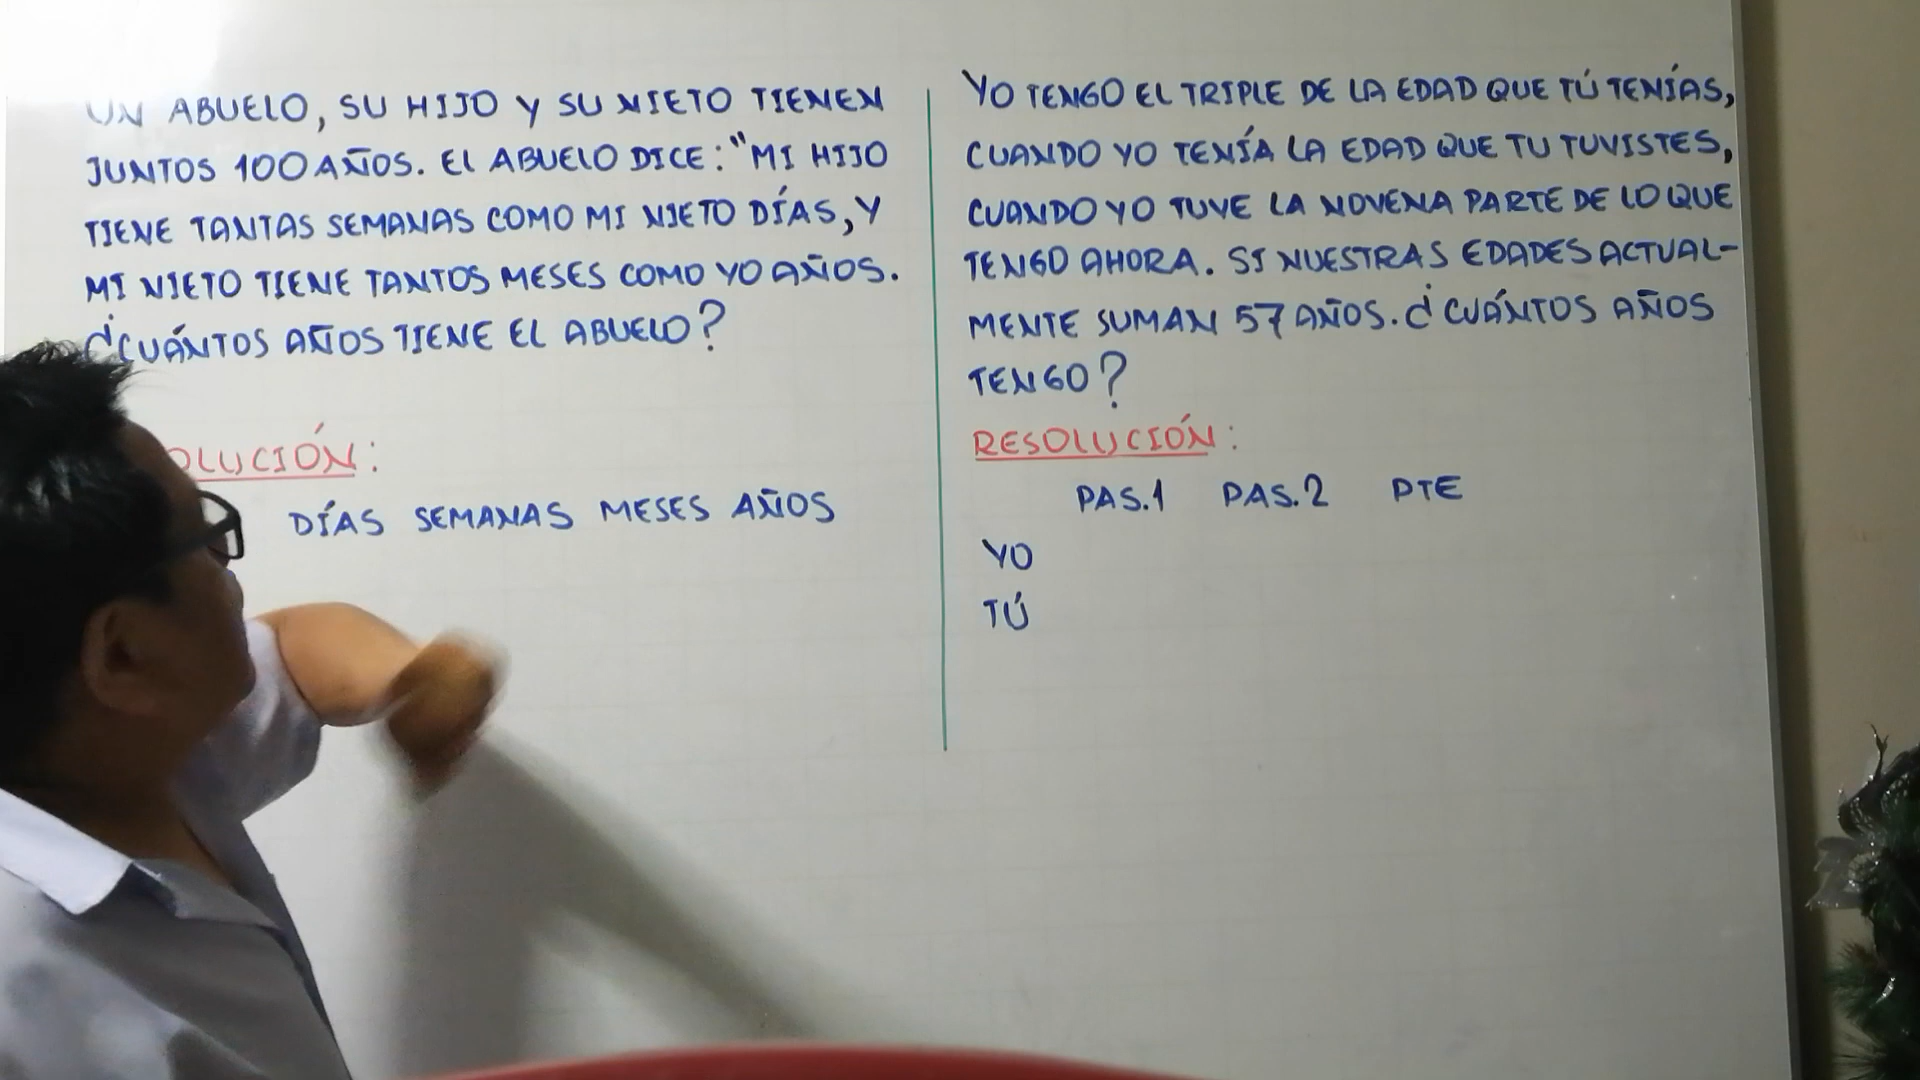 UN ABUELO, SU HIJO Y SU NIETO TIENEN
JUNTOS 100 AÑOS. EL ABUELO DICE: "MI HIJO
TIENE TANTAS SEMANAS COMO MI NIETO DÍAS, Y
MI NIETO TIENE TANTOS MESES COMO YO AÑOS.
¿CUÁNTOS AÑOS TIENE EL ABUELO?
OLUCIÓN:
DÍAS SEMANAS MESES AÑOS
YO TENGO EL TRIPLE DE LA EDAD QUE TÚ TENÍAS,
CUANDO YO TENÍA LA EDAD QUE TU TUVISTES,
CUANDO YO TUVE LA NOVENA PARTE DE LO QUE
TENGO AHORA. SI NUESTRAS EDADES ACTUAL-
MENTE SUMAN 57 AÑOS. ¿CUÁNTOS AÑOS
TENGO?
RESOLUCIÓN:
PAS.1 PAS.2 PTE
YO
TÚ